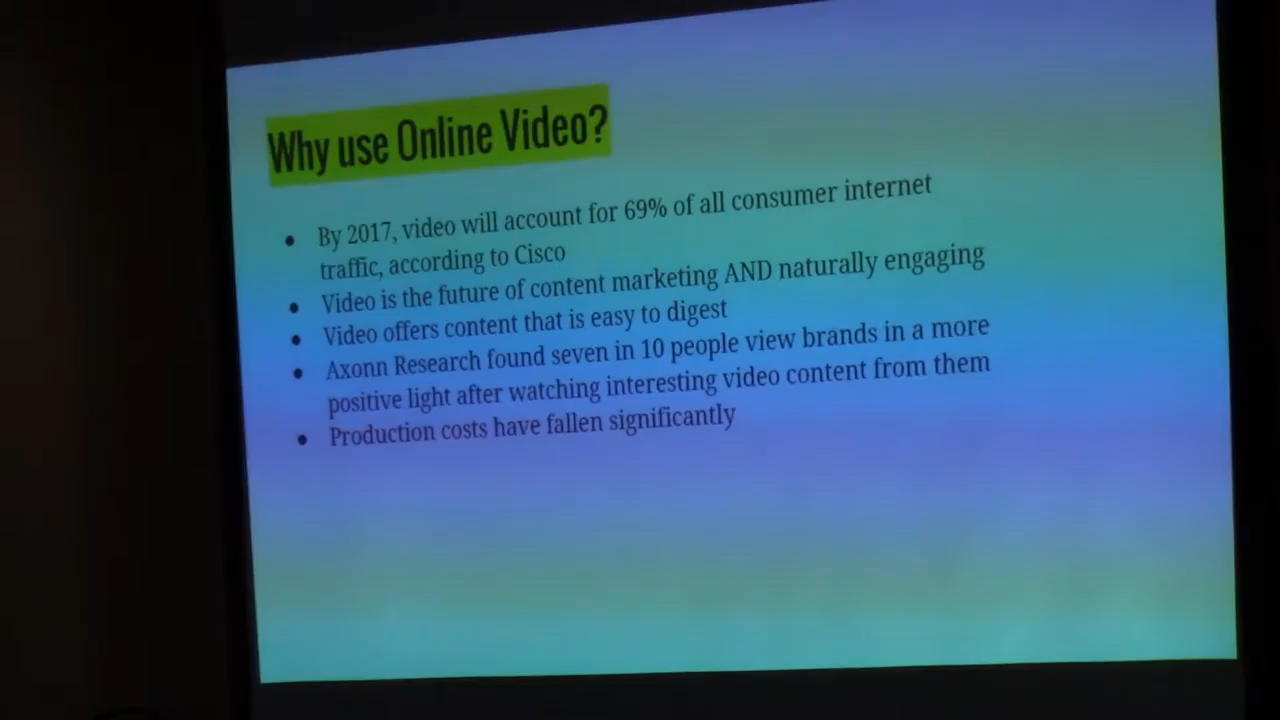 Why use Online Video?
• By 2017, video will account for 69% of all consumer internet
traffic, according to Cisco
• Video is the future of content marketing AND naturally engaging
• Video offers content that is easy to digest
• Axonn Research found seven in 10 people view brands in a more
positive light after watching interesting video content from them
• Production costs have fallen significantly